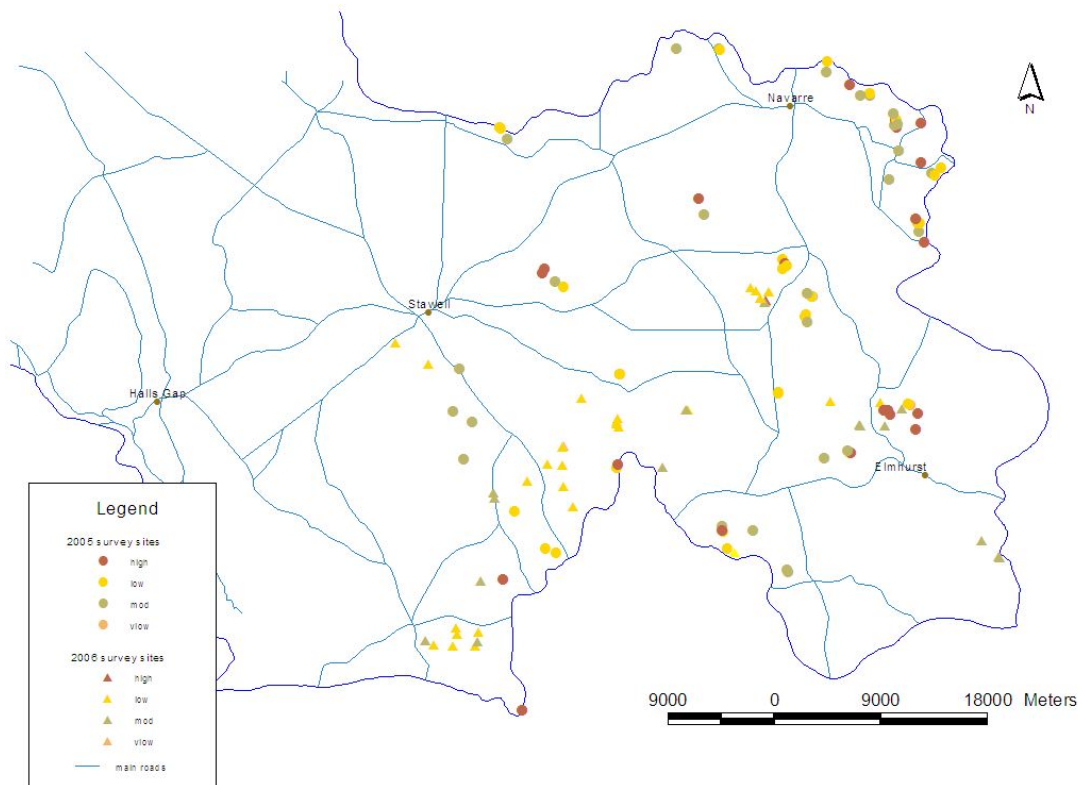 Navarre
N
Stawell
Halls Gap
Elmhurst
Legend
2005 survey sites
high
low
mod
vlow
2006 survey sites
high
low
mod
vlow
main roads
9000 0 9000 18000 Meters